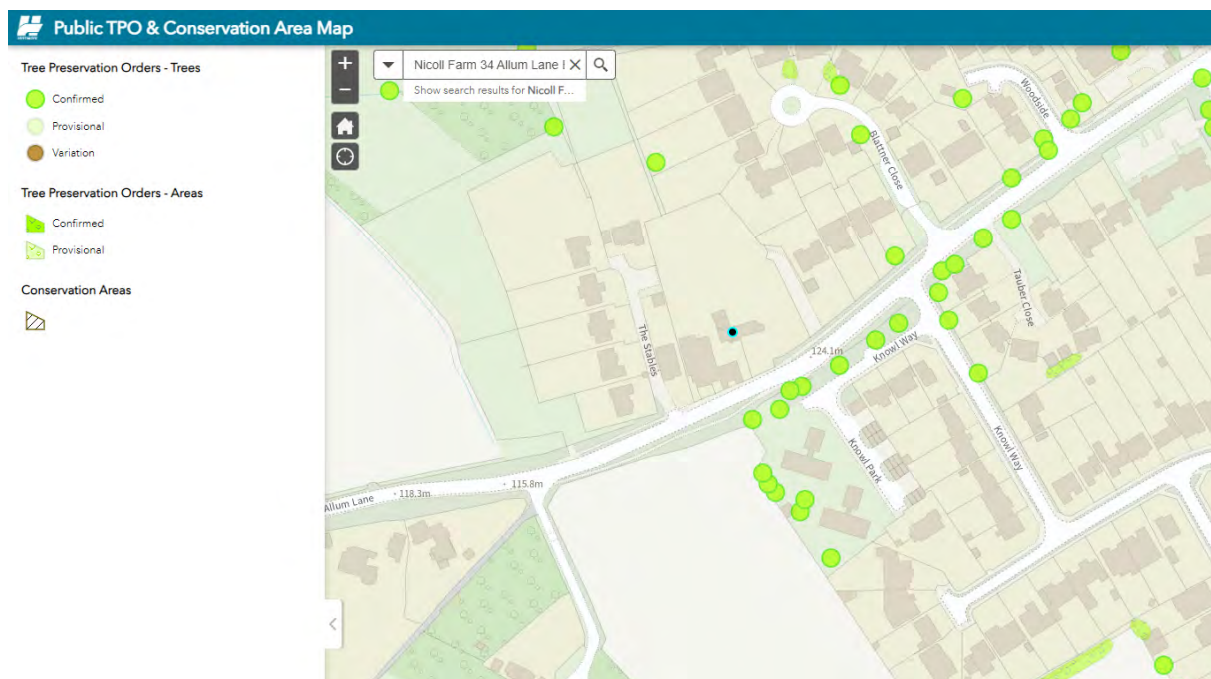 Public TPO & Conservation Area Map
Tree Preservation Orders - Trees
Confirmed
Provisional
Variation
Tree Preservation Orders - Areas
Confirmed
Provisional
Conservation Areas
+
Nicoll Farm 34 Allum Lane
Show search results for Nicoll F...
−
Woodside
Blattner Close
Tauber Close
The Stables
124.1m
Knowl Way
Knowl Park
Knowl Way
115.8m
118.3m
Allum Lane